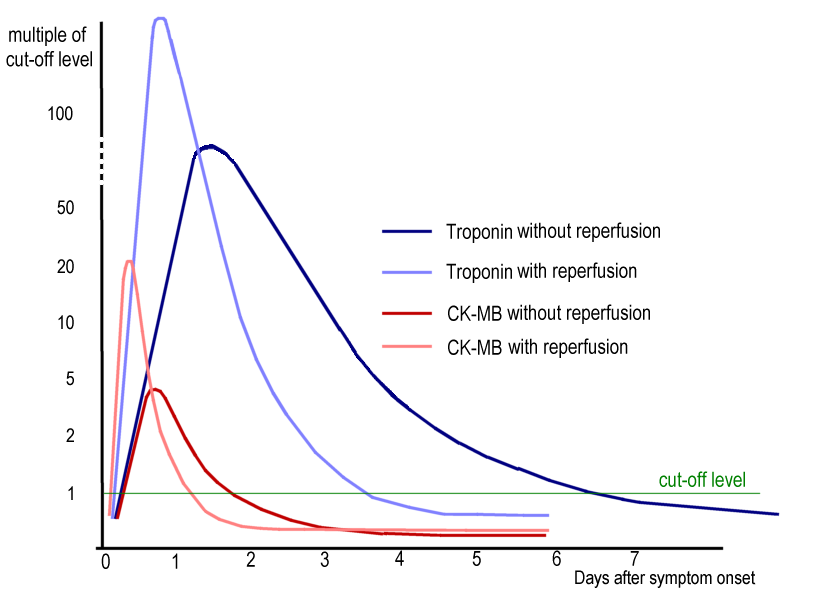 multiple of
cut-off level
100
50
20
10
5
2
1
Troponin without reperfusion
Troponin with reperfusion
CK-MB without reperfusion
CK-MB with reperfusion
cut-off level
0 1 2 3 4 5 6 7
Days after symptom onset